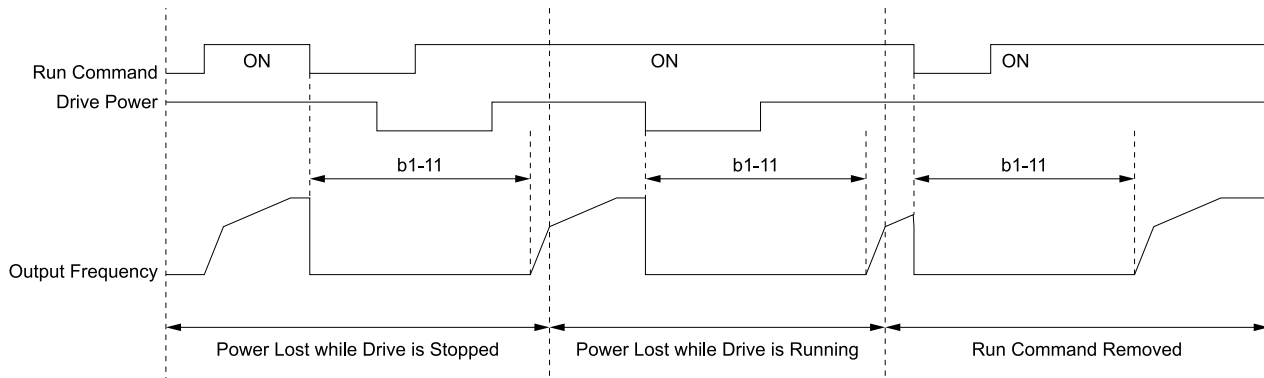 Run Command
ON
ON
ON
Drive Power
b1-11
b1-11
b1-11
Output Frequency
Power Lost while Drive is Stopped
Power Lost while Drive is Running
Run Command Removed